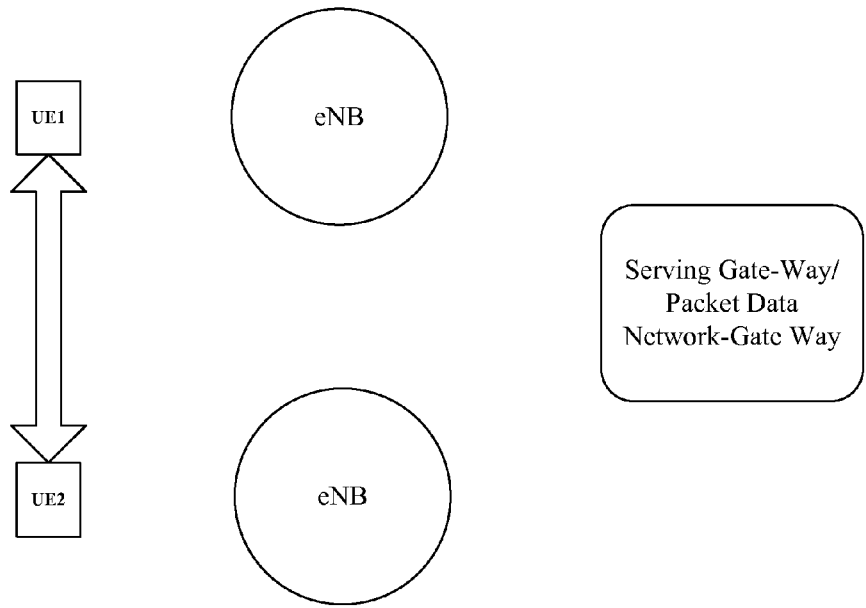 UE1
eNB
Serving Gate-Way/
Packet Data
Network-Gate Way
UE2
eNB